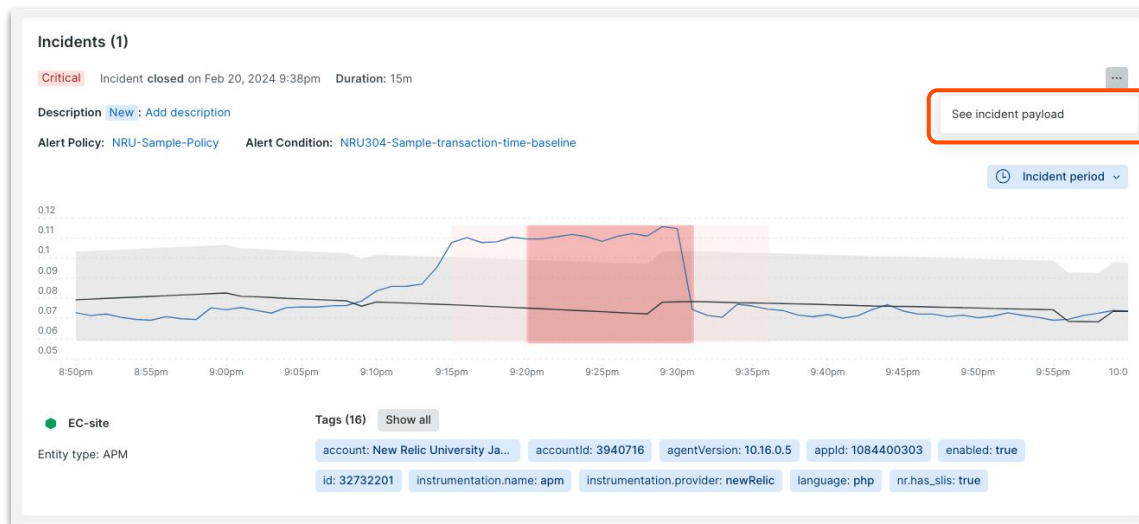 Incidents (1)
Critical Incident closed on Feb 20, 2024 9:38pm Duration: 15m
...
See incident payload
Description New : Add description
Alert Policy: NRU-Sample-Policy Alert Condition: NRU304-Sample-transaction-time-baseline
Incident period
0.12
0.11
0.1
0.09
0.08
0.07
0.06
0.05
8:50pm 8:55pm 9:00pm 9:05pm 9:10pm 9:15pm 9:20pm 9:25pm 9:30pm 9:35pm 9:40pm 9:45pm 9:50pm 9:55pm 10:0
EC-site
Entity type: APM
Tags (16) Show all
account: New Relic University Ja... accountId: 3940716 agentVersion: 10.16.0.5 appId: 1084400303 enabled: true
id: 32732201 instrumentation.name: apm instrumentation.provider: newRelic language: php nr.has_slis: true